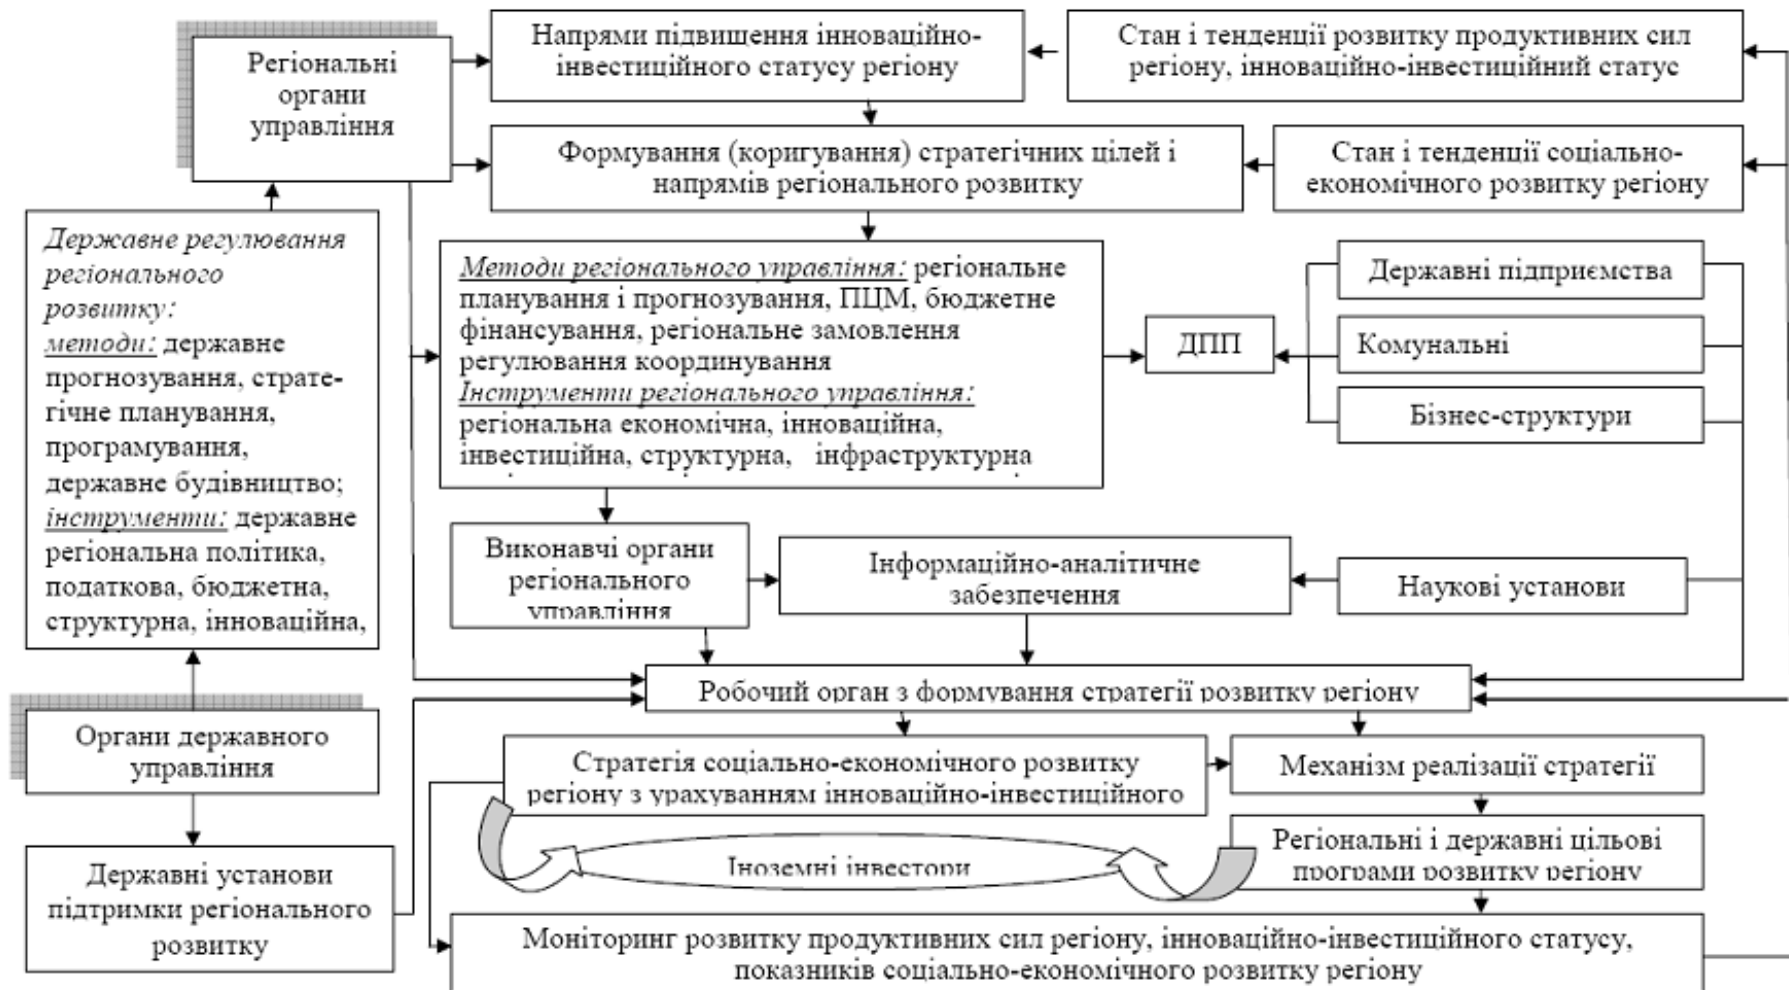 Регіональні
органи
управління
Напрями підвищення інноваційно-
інвестиційного статусу регіону
Стан і тенденції розвитку продуктивних сил
регіону, інноваційно-інвестиційний статус
Формування (коригування) стратегічних цілей і
напрямів регіонального розвитку
Стан і тенденції соціально-
економічного розвитку регіону
Державне регулювання
регіонального
розвитку:
методи: державне
прогнозування, страте-
гічне планування,
програмування,
державне будівництво;
інструменти: державне
регіональна політика,
податкова, бюджетна,
структурна, інноваційна,
Методи регіонального управління: регіональне
планування і прогнозування, ПЦМ, бюджетне
фінансування, регіональне замовлення
регулювання координування
Інструменти регіонального управління:
регіональна економічна, інноваційна,
інвестиційна, структурна, інфраструктурна
ДПП
Державні підприємства
Комунальні
Бізнес-структури
Виконавчі органи
регіонального
управління
Інформаційно-аналітичне
забезпечення
Наукові установи
Робочий орган з формування стратегії розвитку регіону
Органи державного
управління
Стратегія соціально-економічного розвитку
регіону з урахуванням інноваційно-інвестиційного
Механізм реалізації стратегії
Регіональні і державні цільові
програми розвитку регіону
Іноземні інвестори
Державні установи
підтримки регіонального
розвитку
Моніторинг розвитку продуктивних сил регіону, інноваційно-інвестиційного статусу,
показників соціально-економічного розвитку регіону